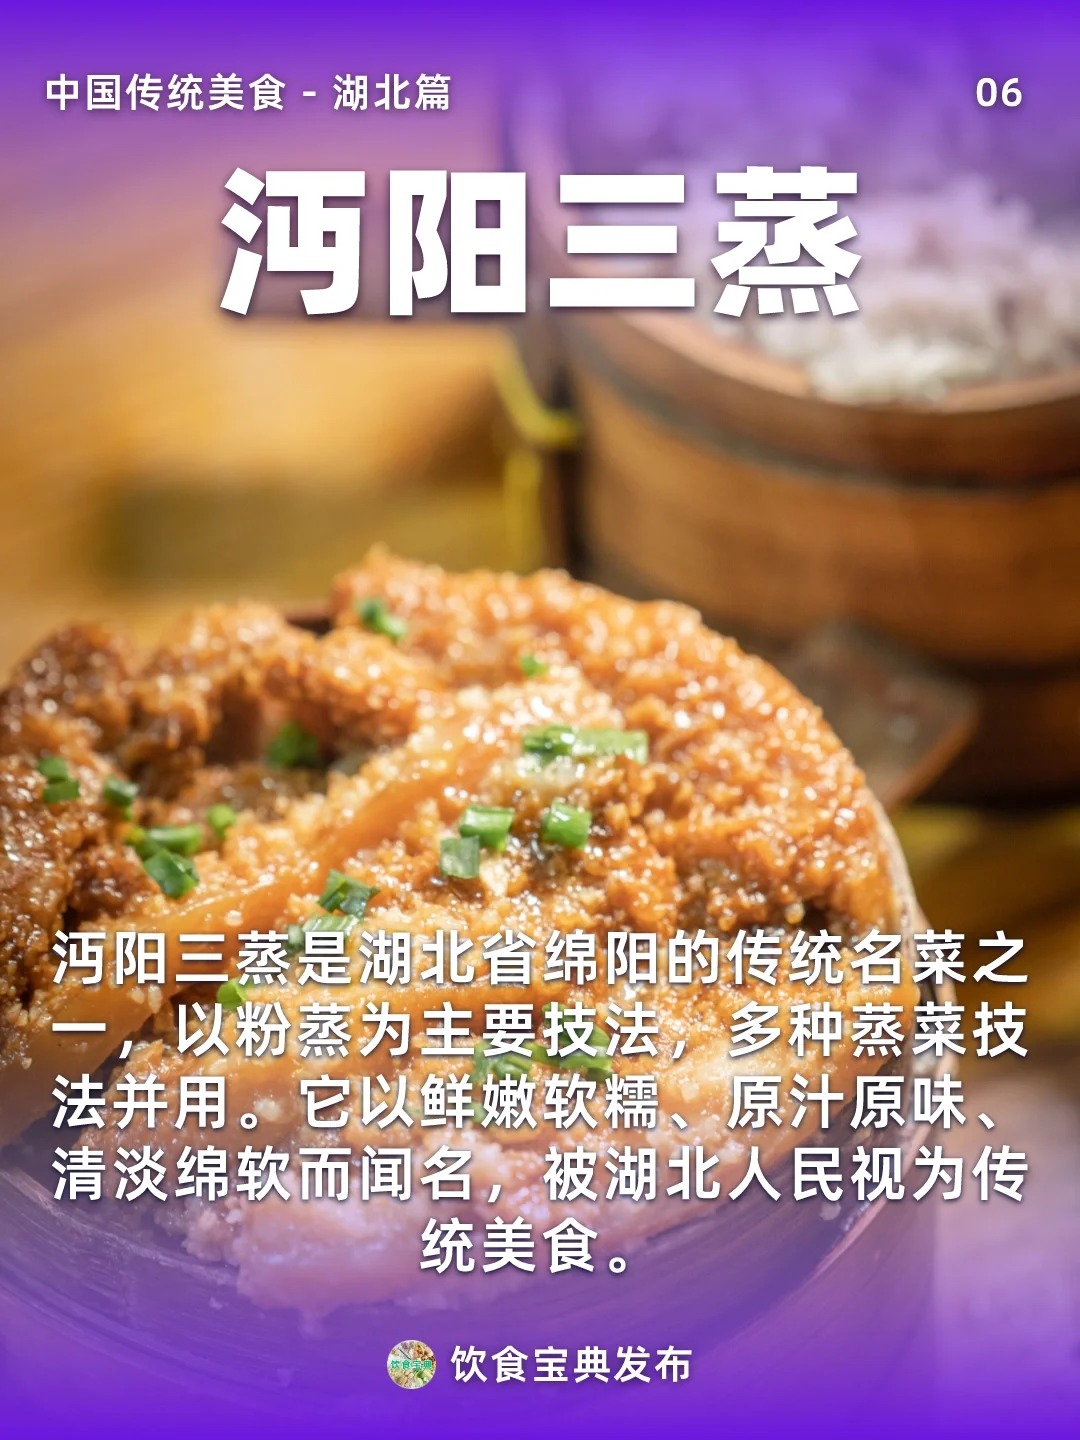 中国传统美食 - 湖北篇
06
沔阳三蒸
沔阳三蒸是湖北省绵阳的传统名菜之
一，以粉蒸为主要技法，多种蒸菜技
法并用。它以鲜嫩软糯、原汁原味、
清淡绵软而闻名，被湖北人民视为传
统美食。
饮食宝典
饮食宝典发布